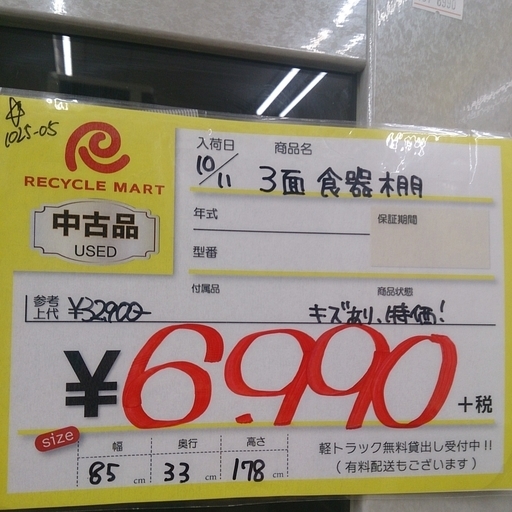 1025-05
RECYCLE MART
中古品
USED
入荷日 商品名
10/11 3面 食器棚
年式
保証期間
型番
付属品 商品状態
参考上代 ¥32900-
キズあり、特価!
¥6,990
+税
size
幅 奥行 高さ
85 cm 33 cm 178 cm
軽トラック無料貸出し受付中!!
(有料配送もございます)